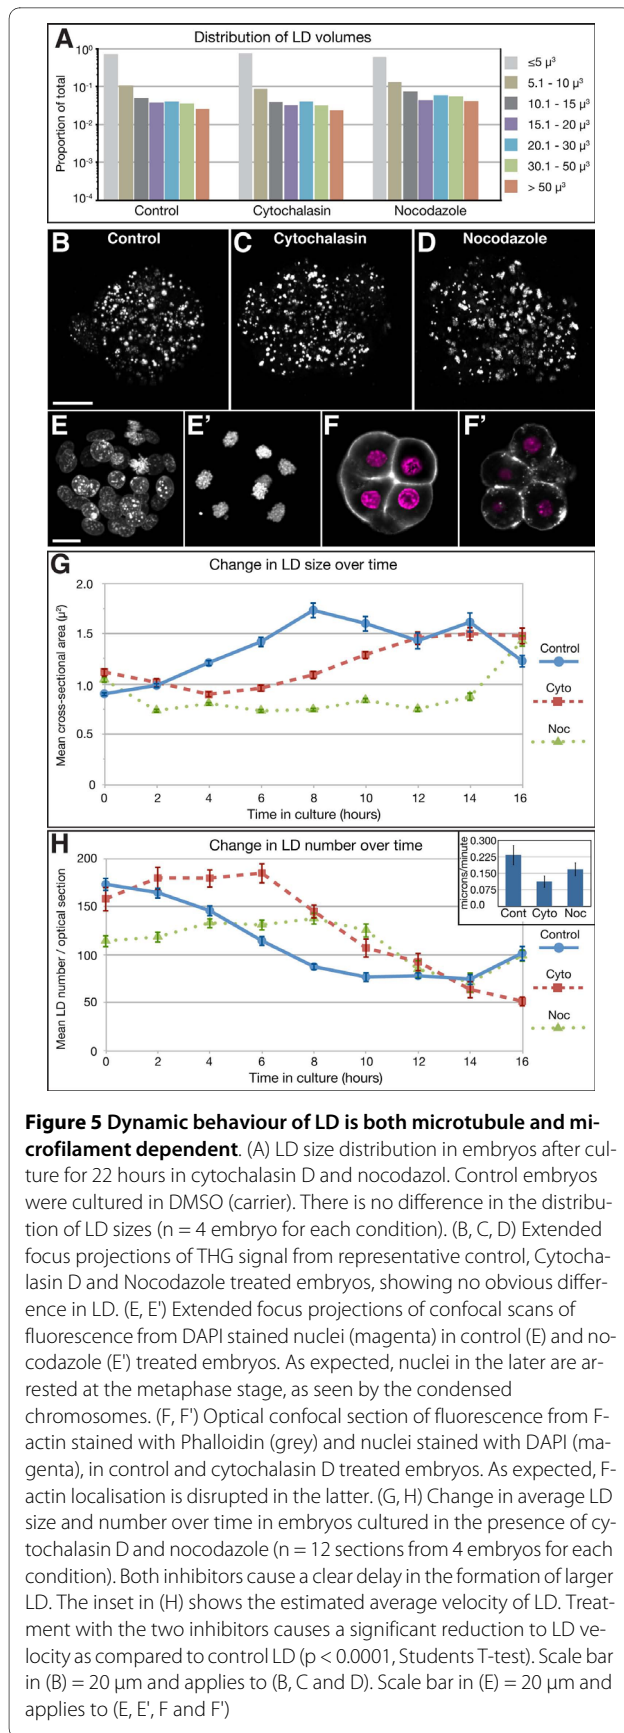 A
Distribution of LD volumes
Proportion of total
10⁰
10⁻¹
10⁻²
10⁻³
10⁻⁴
Control
Cytochalasin
Nocodazole
≤5 µ³
5.1 - 10 µ³
10.1 - 15 µ³
15.1 - 20 µ³
20.1 - 30 µ³
30.1 - 50 µ³
> 50 µ³
B
Control
C
Cytochalasin
D
Nocodazole
E
E'
F
F'
G
Change in LD size over time
Mean cross-sectional area (µ²)
2.0
1.5
1.0
0.5
0
0 2 4 6 8 10 12 14 16
Time in culture (hours)
Control
Cyto
Noc
H
Change in LD number over time
Mean LD number / optical section
200
150
100
50
0
0 2 4 6 8 10 12 14 16
Time in culture (hours)
microns/minute
0.300
0.225
0.150
0.075
0.0
Cont Cyto Noc
Control
Cyto
Noc
Figure 5 Dynamic behaviour of LD is both microtubule and mi-
crofilament dependent. (A) LD size distribution in embryos after cul-
ture for 22 hours in cytochalasin D and nocodazol. Control embryos
were cultured in DMSO (carrier). There is no difference in the distribu-
tion of LD sizes (n = 4 embryo for each condition). (B, C, D) Extended
focus projections of THG signal from representative control, Cytocha-
lasin D and Nocodazole treated embryos, showing no obvious differ-
ence in LD. (E, E') Extended focus projections of confocal scans of
fluorescence from DAPI stained nuclei (magenta) in control (E) and no-
codazole (E') treated embryos. As expected, nuclei in the later are ar-
rested at the metaphase stage, as seen by the condensed
chromosomes. (F, F') Optical confocal section of fluorescence from F-
actin stained with Phalloidin (grey) and nuclei stained with DAPI (ma-
genta), in control and cytochalasin D treated embryos. As expected, F-
actin localisation is disrupted in the latter. (G, H) Change in average LD
size and number over time in embryos cultured in the presence of cy-
tochalasin D and nocodazole (n = 12 sections from 4 embryos for each
condition). Both inhibitors cause a clear delay in the formation of larger
LD. The inset in (H) shows the estimated average velocity of LD. Treat-
ment with the two inhibitors causes a significant reduction to LD ve-
locity as compared to control LD (p < 0.0001, Students T-test). Scale bar
in (B) = 20 µm and applies to (B, C and D). Scale bar in (E) = 20 µm and
applies to (E, E', F and F')